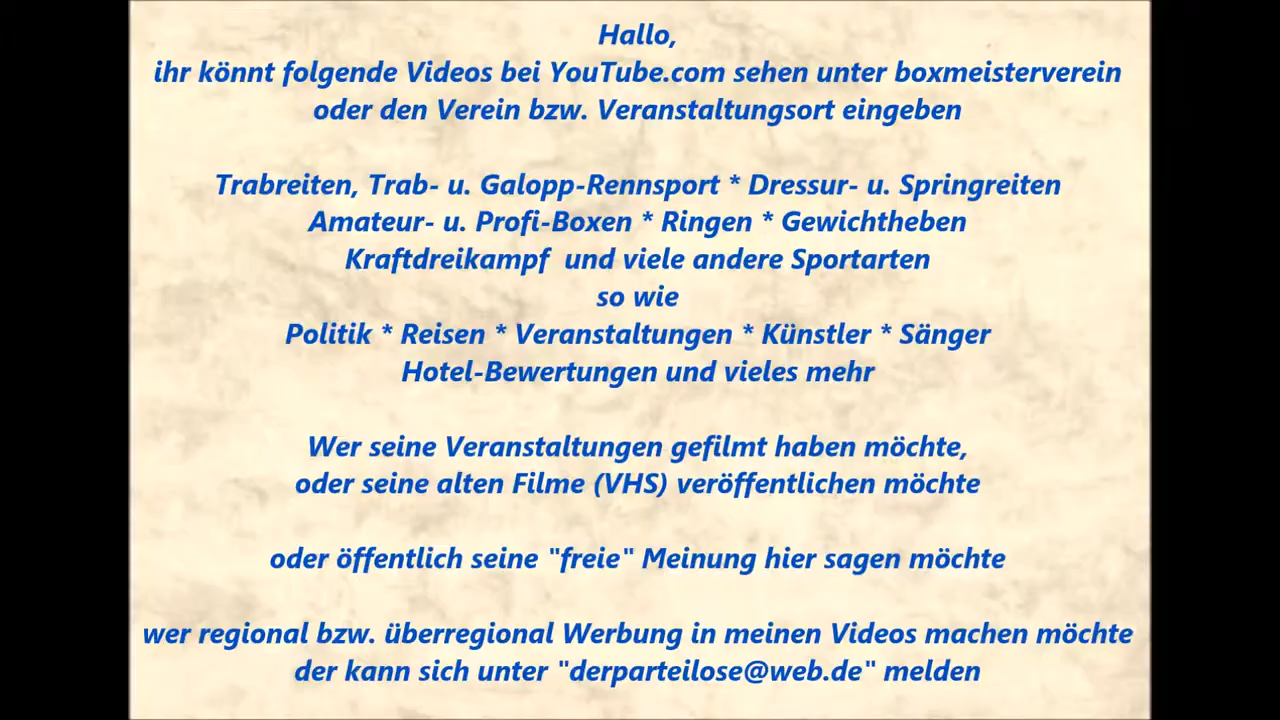 Hallo,
ihr könnt folgende Videos bei YouTube.com sehen unter boxmeisterverein
oder den Verein bzw. Veranstaltungsort eingeben
Trabreiten, Trab- u. Galopp-Rennsport * Dressur- u. Springreiten
Amateur- u. Profi-Boxen * Ringen * Gewichtheben
Kraftdreikampf  und viele andere Sportarten
so wie
Politik * Reisen * Veranstaltungen * Künstler * Sänger
Hotel-Bewertungen und vieles mehr
Wer seine Veranstaltungen gefilmt haben möchte,
oder seine alten Filme (VHS) veröffentlichen möchte
oder öffentlich seine "freie" Meinung hier sagen möchte
wer regional bzw. überregional Werbung in meinen Videos machen möchte
der kann sich unter "derparteilose@web.de" melden